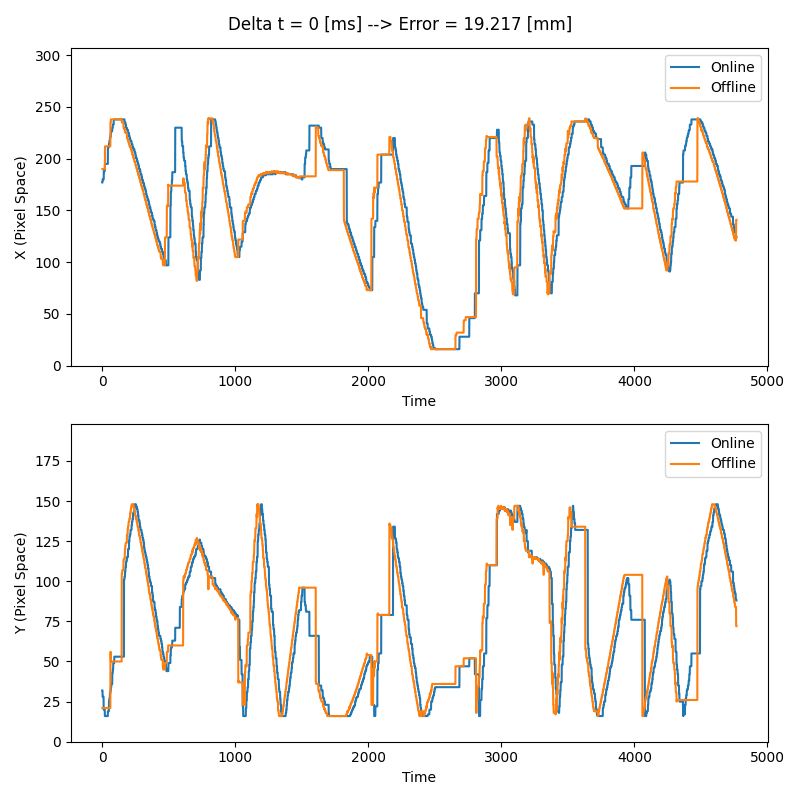 Delta t = 0 [ms] --> Error = 19.217 [mm]
300
250
200
150
100
50
0
X (Pixel Space)
Online
Offline
0 1000 2000 3000 4000 5000
Time
175
150
125
100
75
50
25
0
Y (Pixel Space)
Online
Offline
0 1000 2000 3000 4000 5000
Time